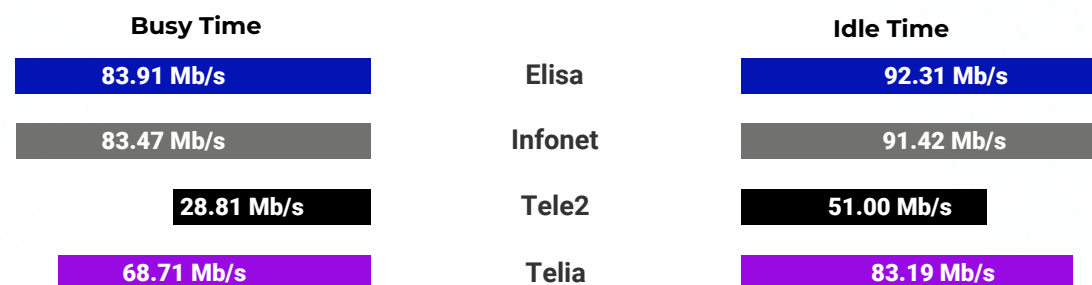 Busy Time Idle Time
83.91 Mb/s Elisa 92.31 Mb/s
83.47 Mb/s Infonet 91.42 Mb/s
28.81 Mb/s Tele2 51.00 Mb/s
68.71 Mb/s Telia 83.19 Mb/s